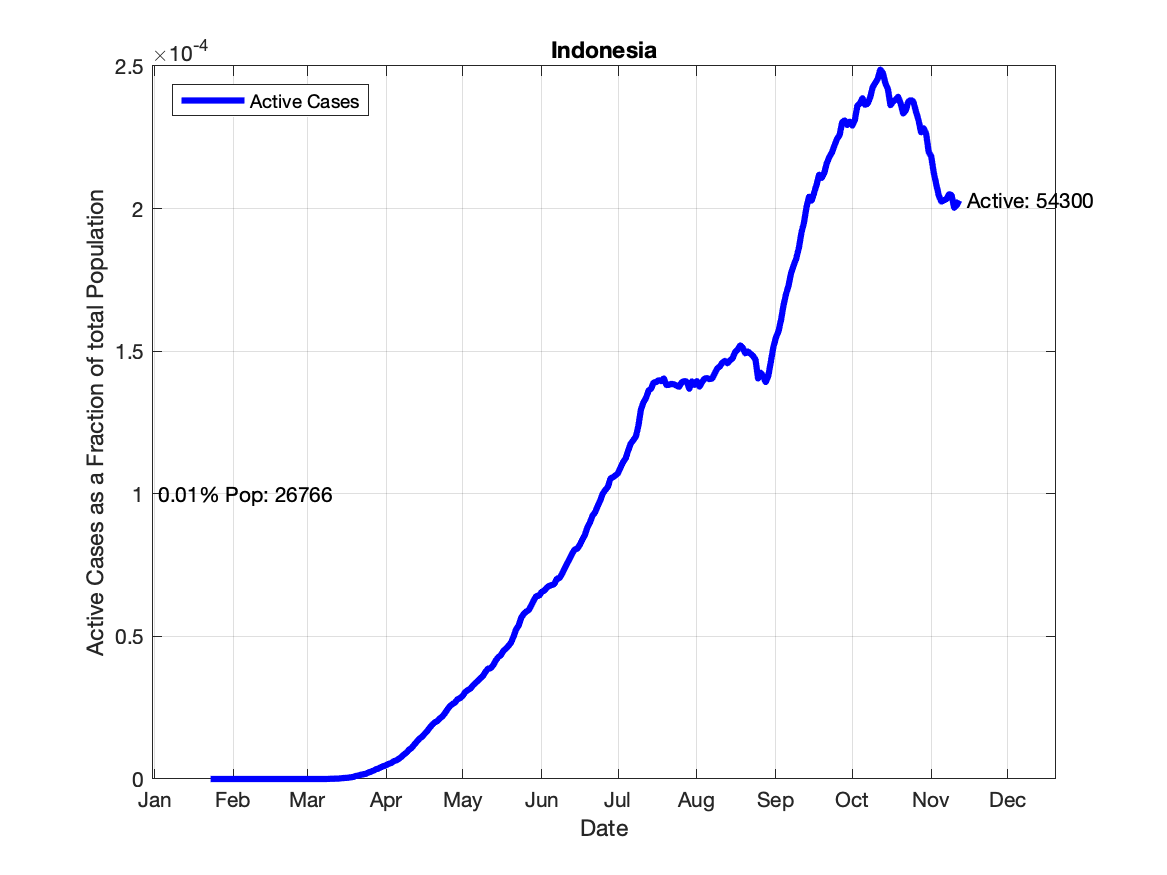 Indonesia
×10-4
Active Cases
2.5
2
1.5
1
0.5
0
Active Cases as a Fraction of total Population
0.01% Pop: 26766
Active: 54300
Jan Feb Mar Apr May Jun Jul Aug Sep Oct Nov Dec
Date